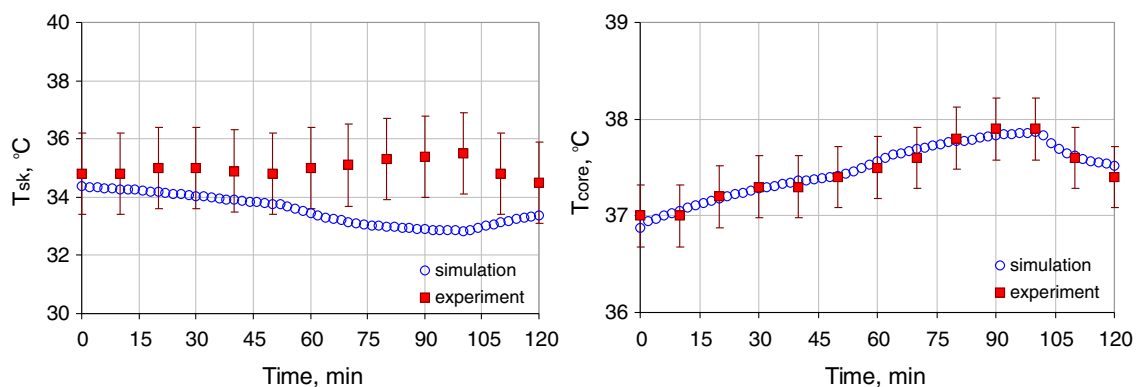 40
38
36
34
32
30
Tsk, °C
0 15 30 45 60 75 90 105 120
Time, min
simulation
experiment
39
38
37
36
Tcore, °C
0 15 30 45 60 75 90 105 120
Time, min
simulation
experiment